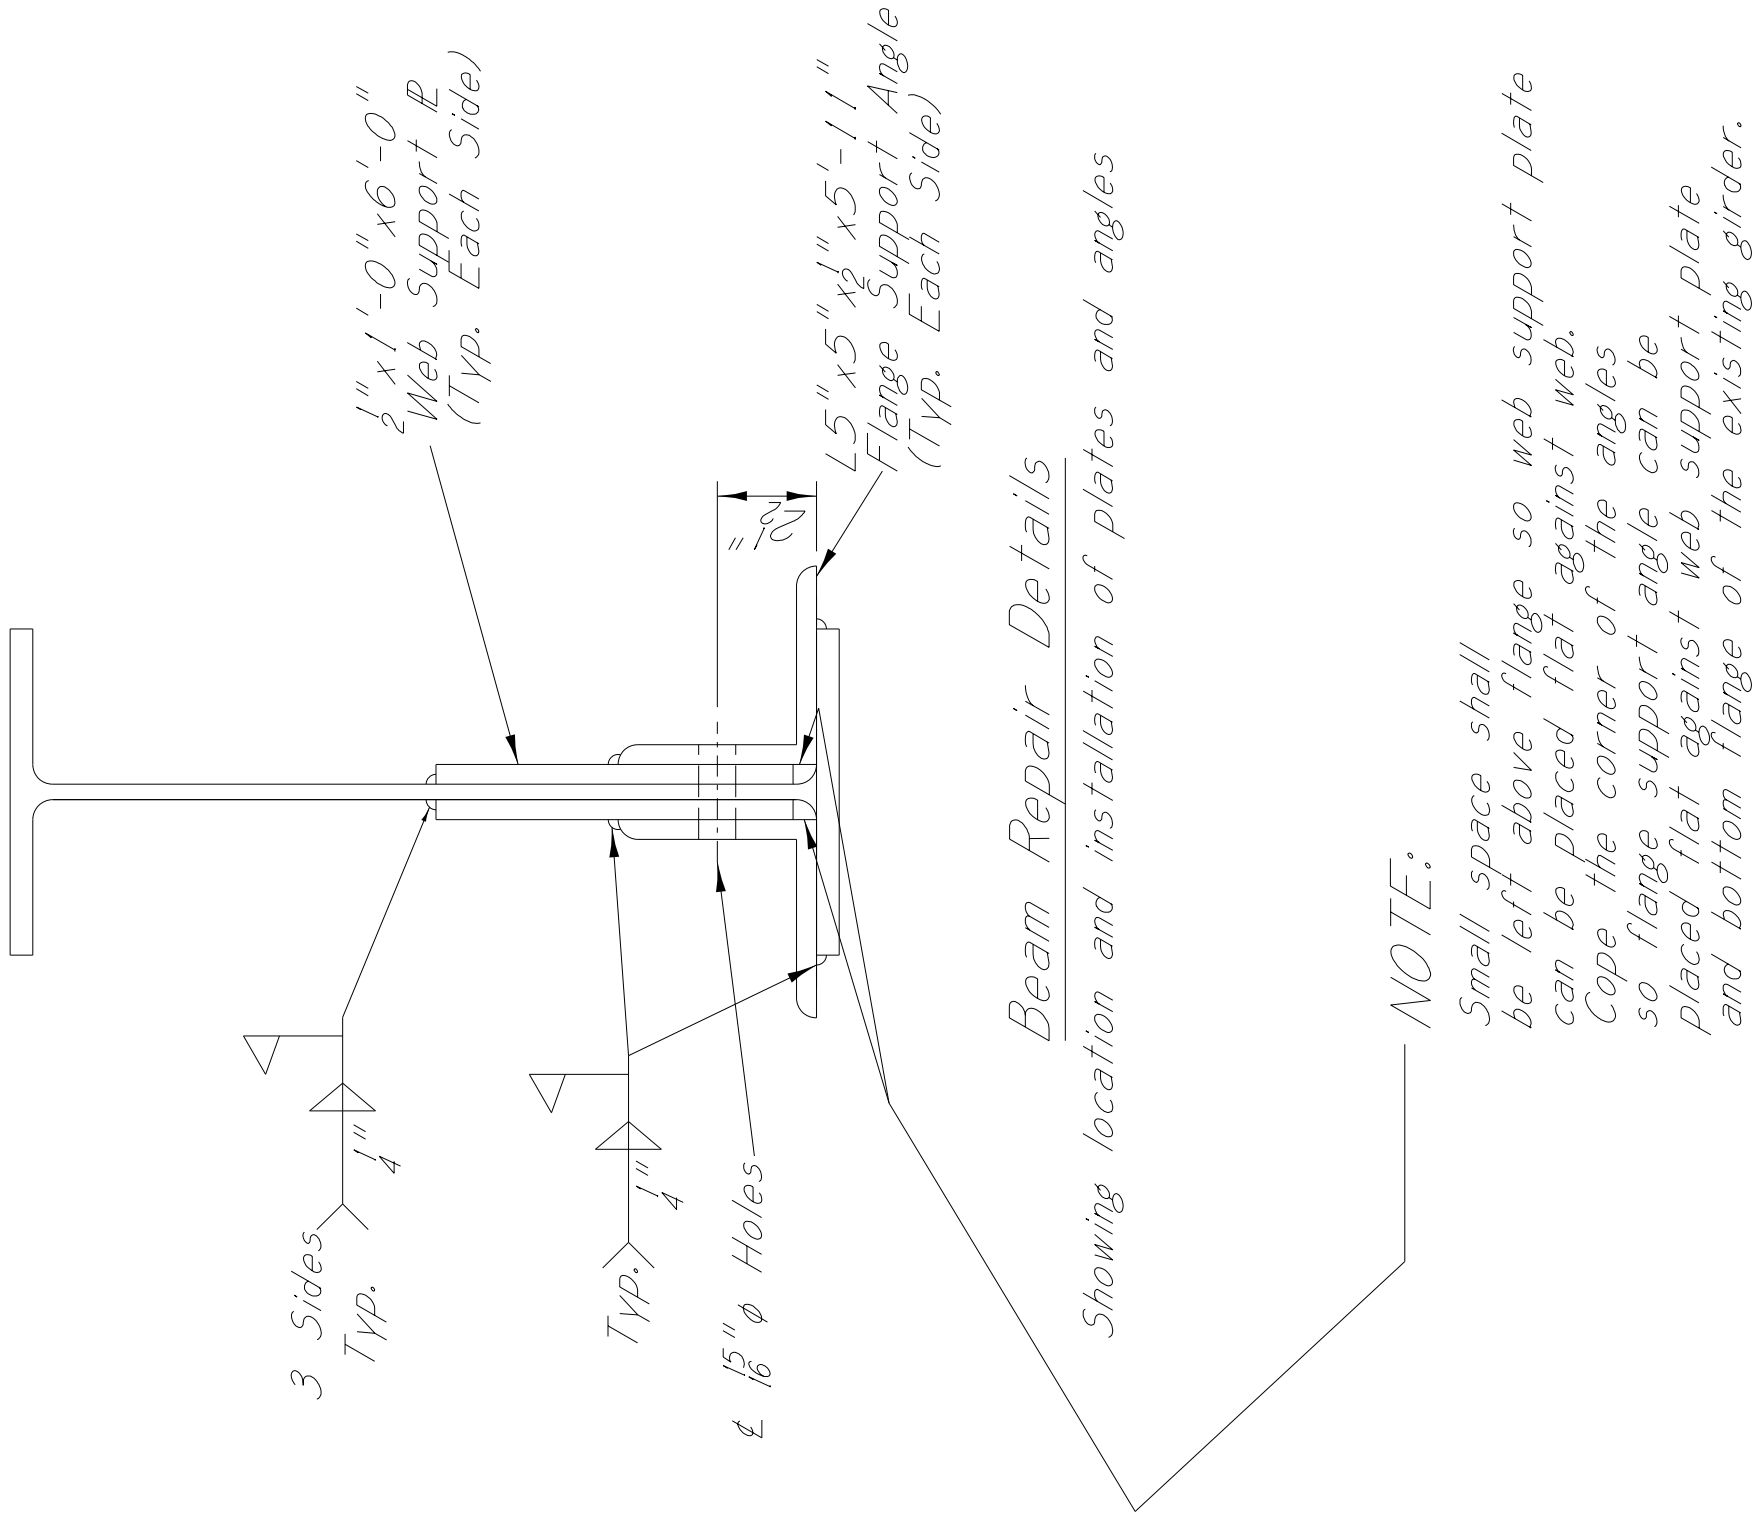 ½" x 1'-0" x 6'-0"
Web Support ℙL
(Typ. Each Side)
L5" x5" x½" x5'-11"
Flange Support Angle
(Typ. Each Side)
2½"
3 Sides
Typ.
¼"
Typ.
¼"
℄ 15/16" ϕ Holes
Beam Repair Details
Showing location and installation of plates and angles
NOTE:
Small space shall
be left above flange so web support plate
can be placed flat against web.
Cope the corner of the angles
so flange support angle can be
placed flat against web support plate
and bottom flange of the existing girder.